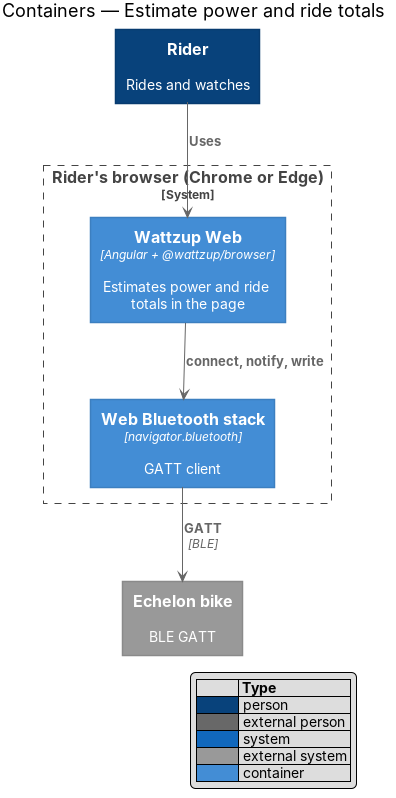 Containers — Estimate power and ride totals
Rider
Rides and watches
Uses
Rider's browser (Chrome or Edge)
[System]
Wattzup Web
[Angular + @wattzup/browser]
Estimates power and ride
totals in the page
connect, notify, write
Web Bluetooth stack
[navigator.bluetooth]
GATT client
GATT
[BLE]
Echelon bike
BLE GATT
Type
person
external person
system
external system
container